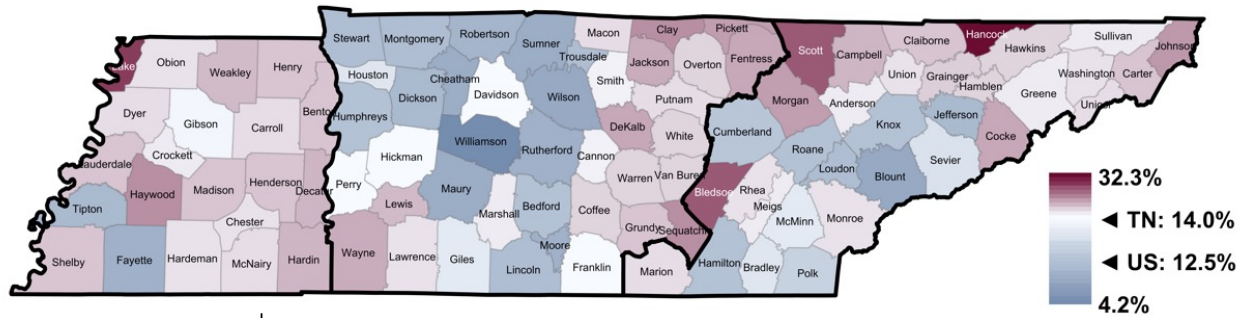 Stewart
Montgomery
Robertson
Sumner
Macon
Clay
Pickett
Trousdale
Scott
Campbell
Claiborne
Hancock
Hawkins
Sullivan
Johnson
Lake
Obion
Weakley
Henry
Houston
Cheatham
Dickson
Davidson
Wilson
Smith
Jackson
Overton
Fentress
Union
Grainger
Hamblen
Washington
Carter
Greene
Unicoi
Dyer
Gibson
Carroll
Benton
Humphreys
Putnam
Morgan
Anderson
Knox
Jefferson
Cocke
Crockett
Williamson
Rutherford
DeKalb
White
Cumberland
Roane
Sevier
Lauderdale
Haywood
Madison
Henderson
Decatur
Perry
Hickman
Maury
Cannon
Warren
Van Buren
Bledsoe
Rhea
Loudon
Blount
Tipton
Chester
Lewis
Marshall
Bedford
Coffee
Meigs
McMinn
Monroe
Shelby
Fayette
Hardeman
McNairy
Hardin
Wayne
Lawrence
Giles
Lincoln
Moore
Franklin
Grundy
Sequatchie
Marion
Hamilton
Bradley
Polk
32.3%
◄ TN: 14.0%
◄ US: 12.5%
4.2%